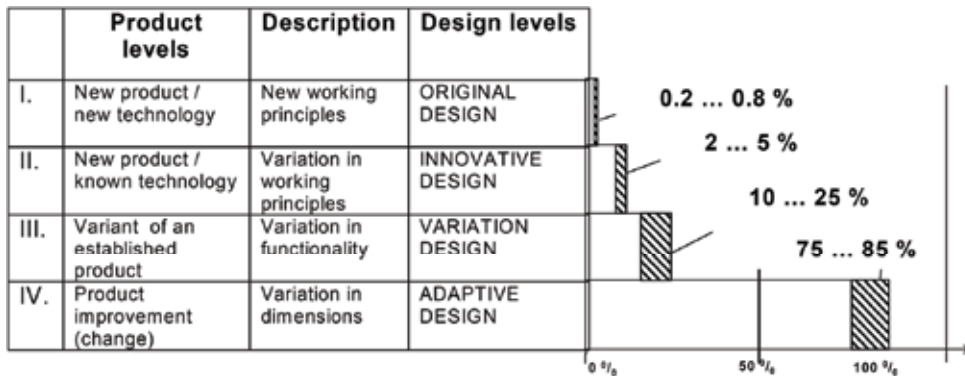 Product levels
Description
Design levels
I.
New product /
new technology
New working
principles
ORIGINAL
DESIGN
0.2 ... 0.8 %
II.
New product /
known technology
Variation in
working
principles
INNOVATIVE
DESIGN
2 ... 5 %
III.
Variant of an
established
product
Variation in
functionality
VARIATION
DESIGN
10 ... 25 %
IV.
Product
improvement
(change)
Variation in
dimensions
ADAPTIVE
DESIGN
75 ... 85 %
0 %
50 %
100 %